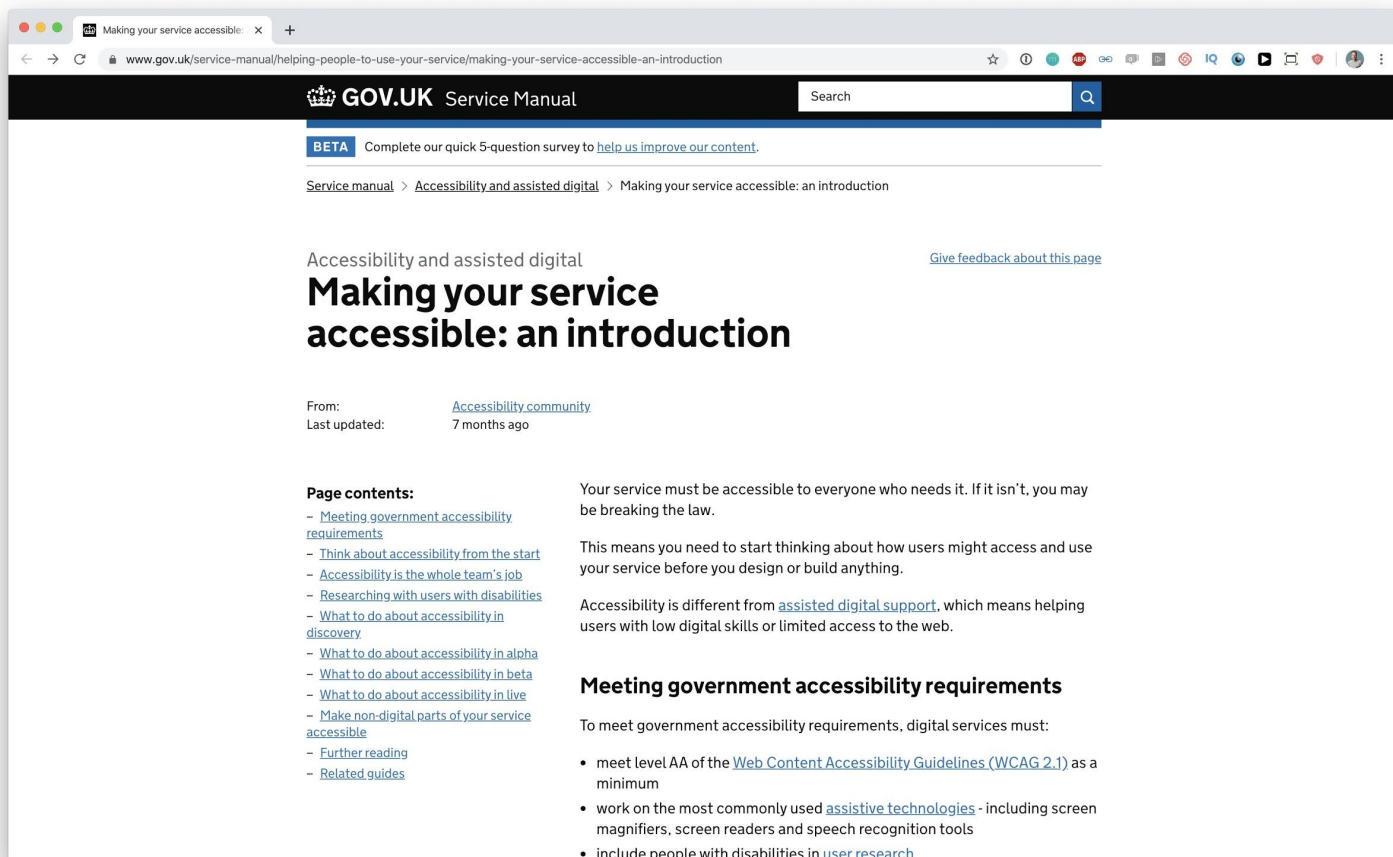 Making your service accessible:
www.gov.uk/service-manual/helping-people-to-use-your-service/making-your-service-accessible-an-introduction
ABP
IQ
GOV.UK Service Manual
Search
BETA Complete our quick 5-question survey to help us improve our content.
Service manual > Accessibility and assisted digital > Making your service accessible: an introduction
Accessibility and assisted digital
Give feedback about this page
Making your service
accessible: an introduction
From: Accessibility community
Last updated: 7 months ago
Page contents:
– Meeting government accessibility
requirements
– Think about accessibility from the start
– Accessibility is the whole team’s job
– Researching with users with disabilities
– What to do about accessibility in
discovery
– What to do about accessibility in alpha
– What to do about accessibility in beta
– What to do about accessibility in live
– Make non-digital parts of your service
accessible
– Further reading
– Related guides
Your service must be accessible to everyone who needs it. If it isn’t, you may
be breaking the law.
This means you need to start thinking about how users might access and use
your service before you design or build anything.
Accessibility is different from assisted digital support, which means helping
users with low digital skills or limited access to the web.
Meeting government accessibility requirements
To meet government accessibility requirements, digital services must:
• meet level AA of the Web Content Accessibility Guidelines (WCAG 2.1) as a
minimum
• work on the most commonly used assistive technologies - including screen
magnifiers, screen readers and speech recognition tools
• include people with disabilities in user research